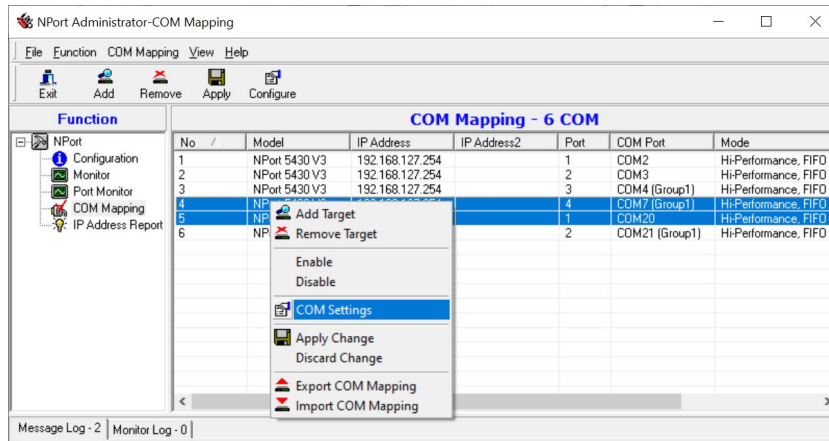 NPort Administrator-COM Mapping
File Function COM Mapping View Help
Exit Add Remove Apply Configure
Function
COM Mapping - 6 COM
NPort
Configuration
Monitor
Port Monitor
COM Mapping
IP Address Report
No Model IP Address IP Address2 Port COM Port Mode
1 NPort 5430 V3 192.168.127.254 1 COM2 Hi-Performance, FIFO
2 NPort 5430 V3 192.168.127.254 2 COM3 Hi-Performance, FIFO
3 NPort 5430 V3 192.168.127.254 3 COM4 (Group1) Hi-Performance, FIFO
4 4 COM7 (Group1) Hi-Performance, FIFO
5 1 COM20 Hi-Performance, FIFO
6 2 COM21 (Group1) Hi-Performance, FIFO
Add Target
Remove Target
Enable
Disable
COM Settings
Apply Change
Discard Change
Export COM Mapping
Import COM Mapping
Message Log - 2 Monitor Log - 0